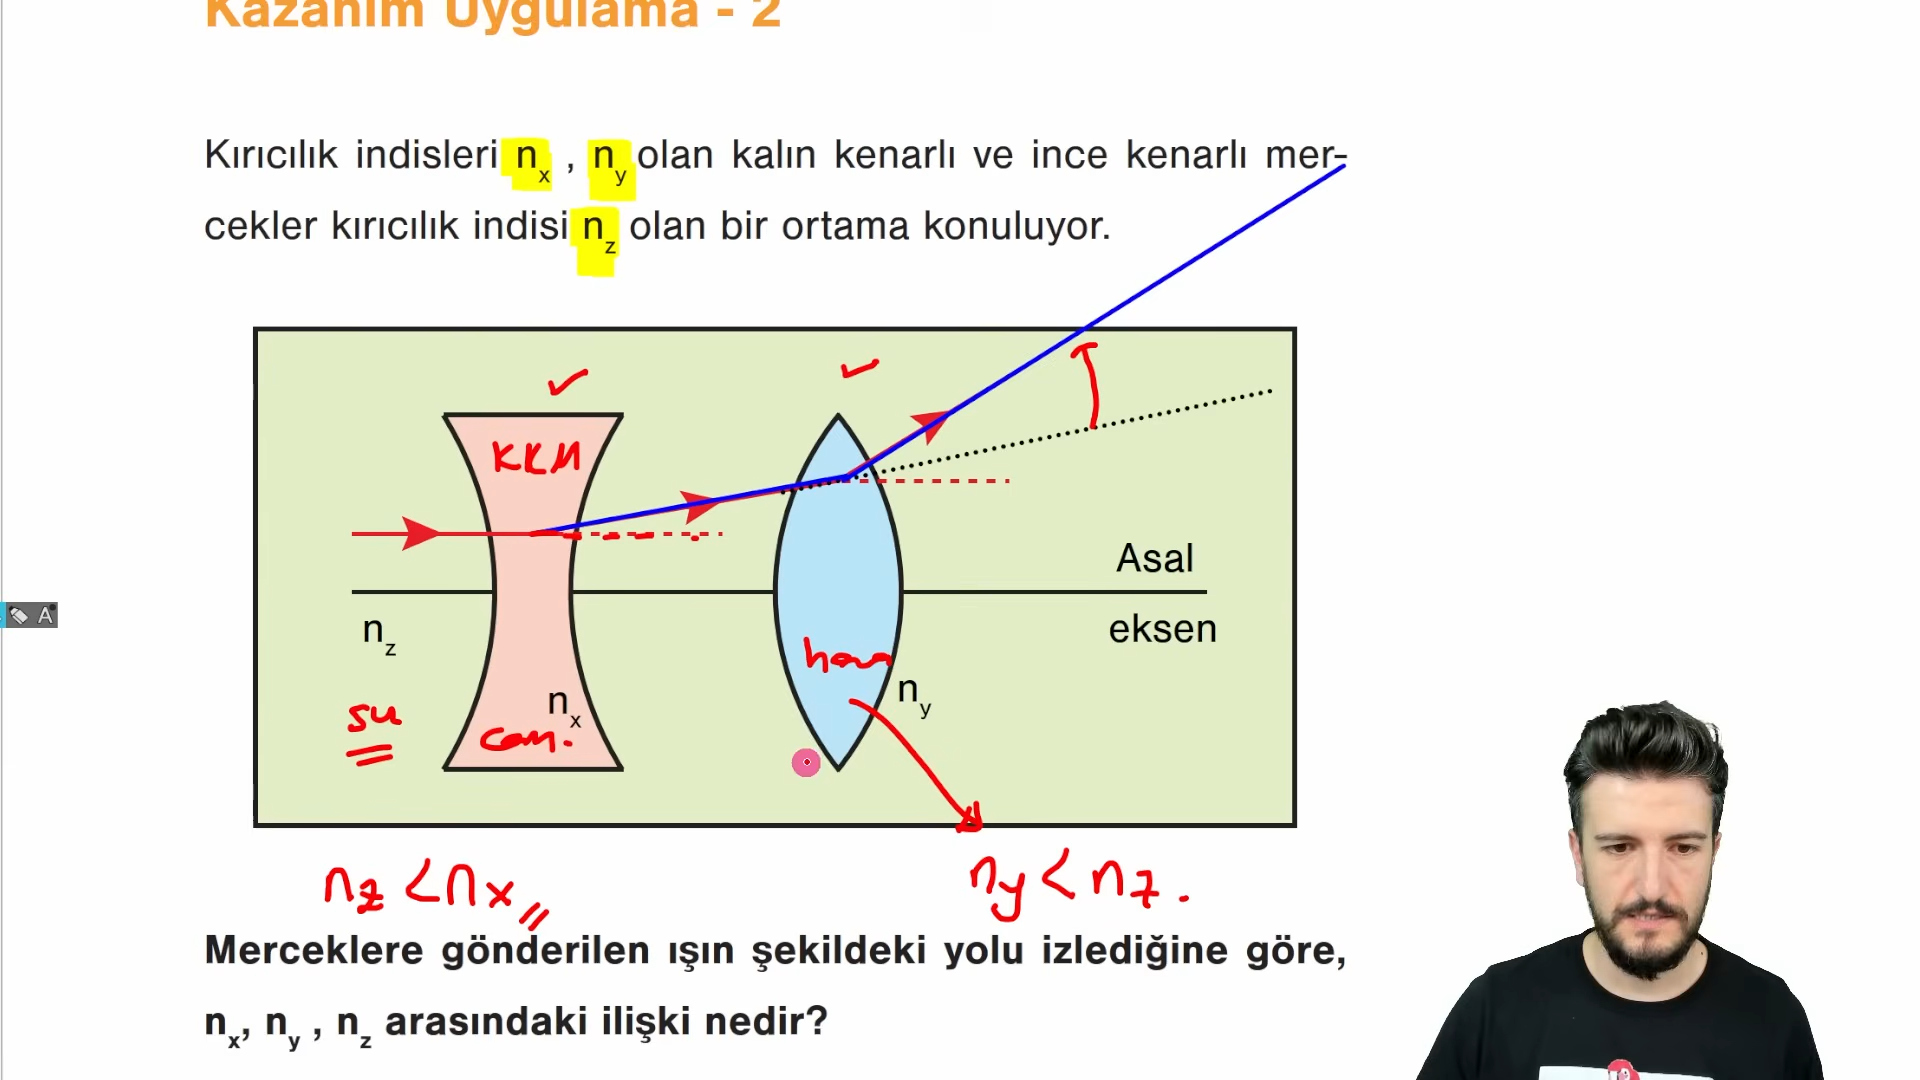 Kazanım Uygulama - 2
Kırıcılık indisleri nx , ny olan kalın kenarlı ve ince kenarlı mer-
cekler kırıcılık indisi nz olan bir ortama konuluyor.
KKM
Asal
eksen
nz
hava
nx
ny
su
cam.
nz < nx
ny < nz.
Merceklere gönderilen ışın şekildeki yolu izlediğine göre,
nx, ny , nz arasındaki ilişki nedir?
A